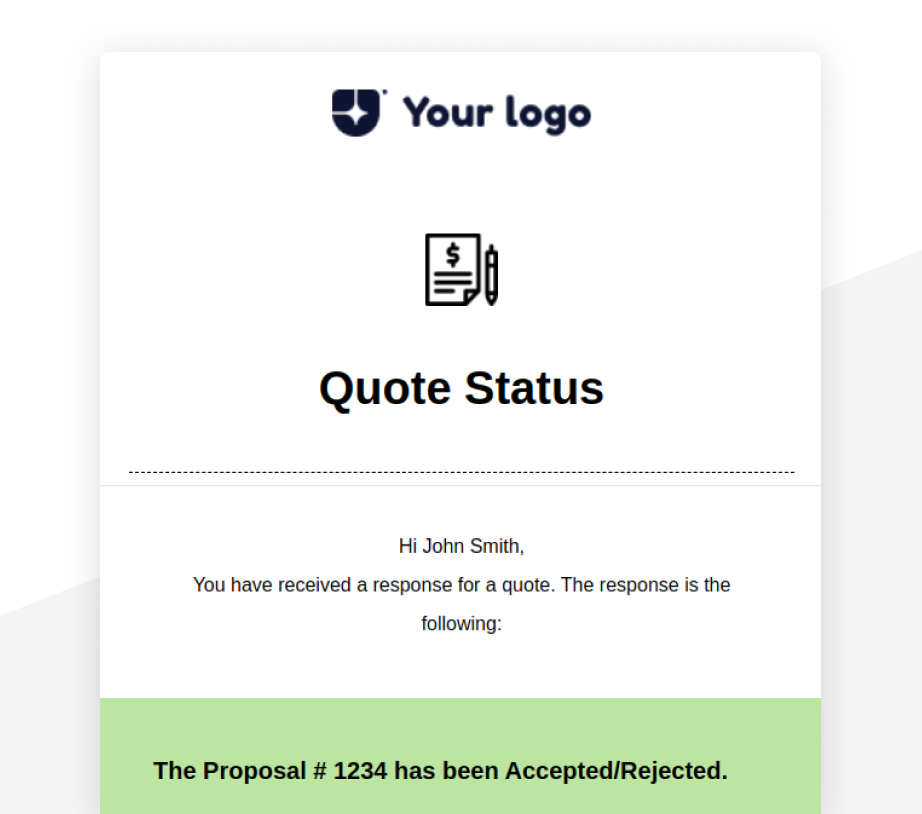 Your logo
$
Quote Status
Hi John Smith,
You have received a response for a quote. The response is the
following:
The Proposal # 1234 has been Accepted/Rejected.